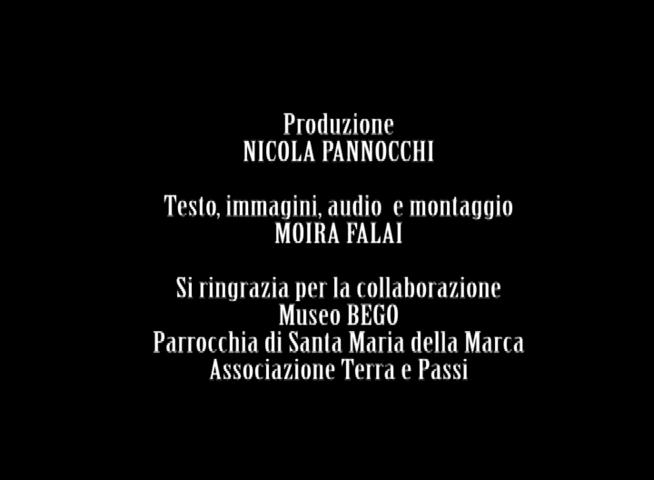 Produzione
NICOLA PANNOCCHI
Testo, immagini, audio e montaggio
MOIRA FALAI
Si ringrazia per la collaborazione
Museo BEGO
Parrocchia di Santa Maria della Marca
Associazione Terra e Passi